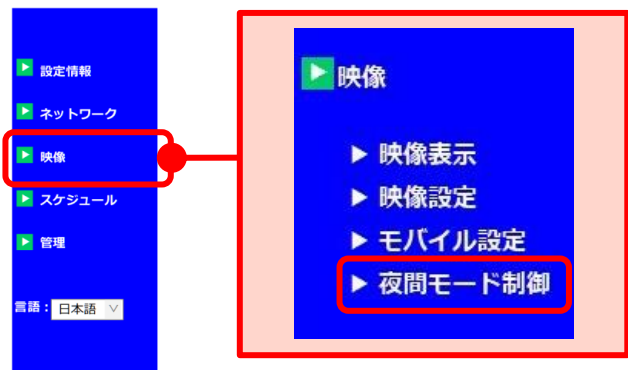 設定情報
ネットワーク
映像
スケジュール
管理
言語：日本語
映像
映像表示
映像設定
モバイル設定
夜間モード制御